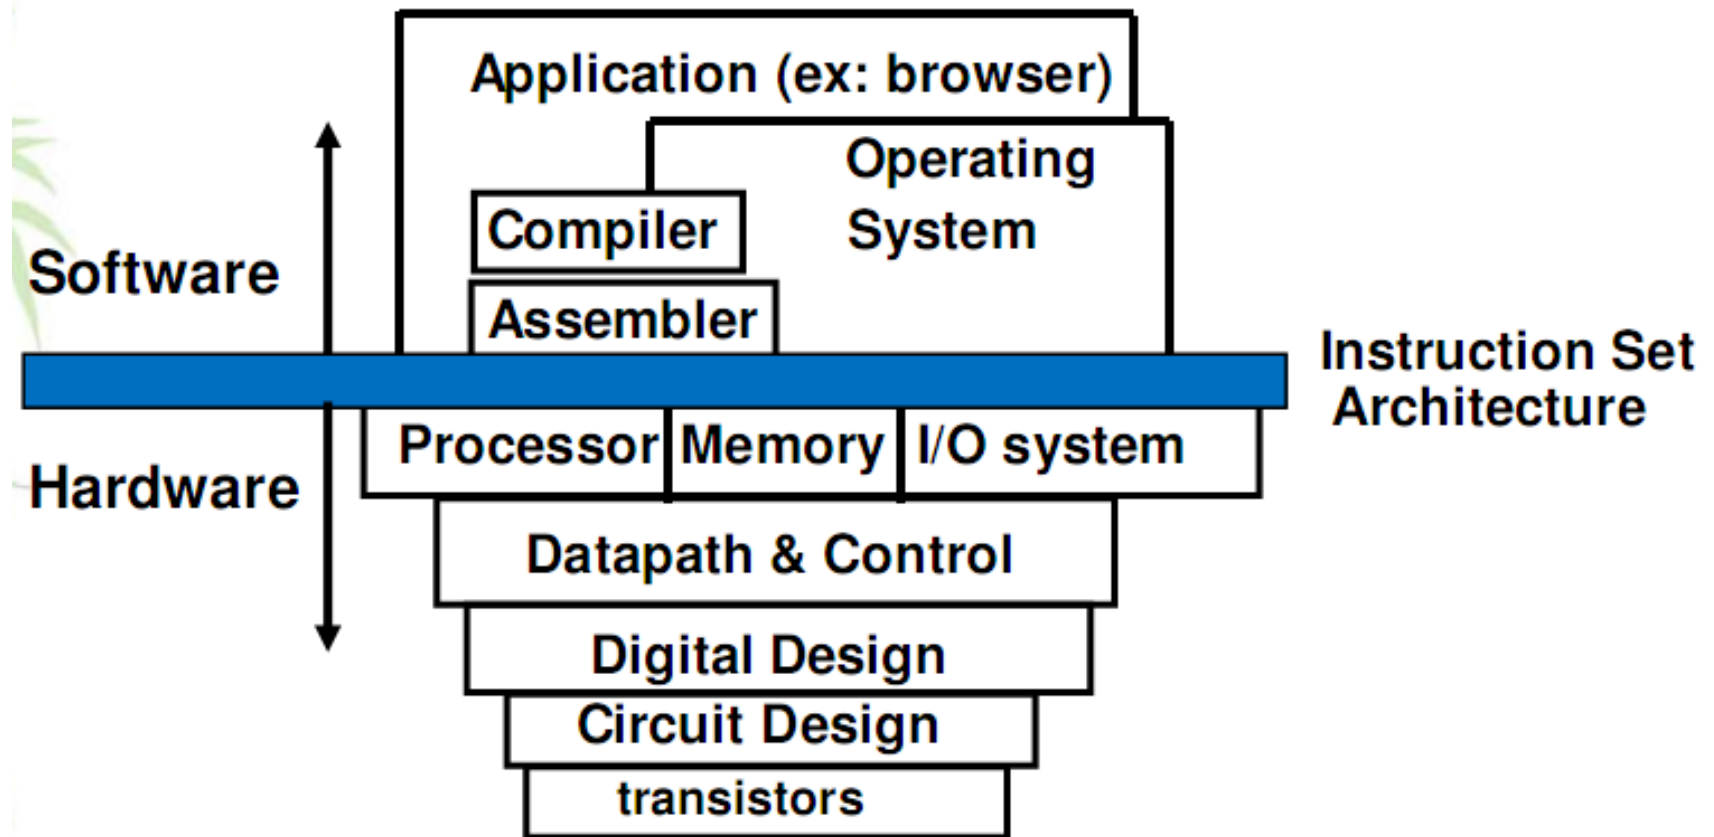 Application (ex: browser)
Operating
System
Compiler
Assembler
Software
Instruction Set
Architecture
Hardware
Processor
Memory
I/O system
Datapath & Control
Digital Design
Circuit Design
transistors